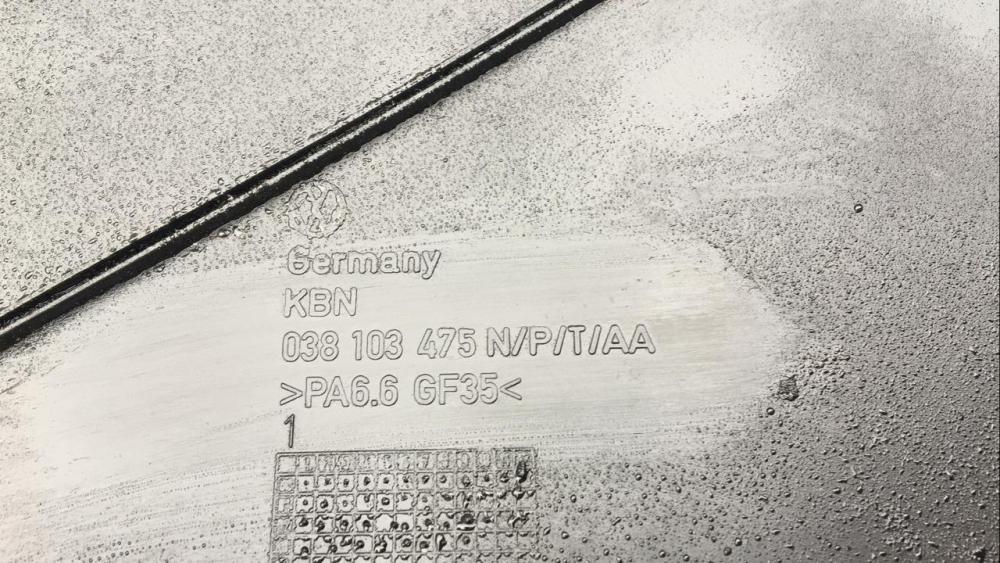 Germany
KBN
038 103 475 N/P/T/AA
>PA6.6 GF35<
1